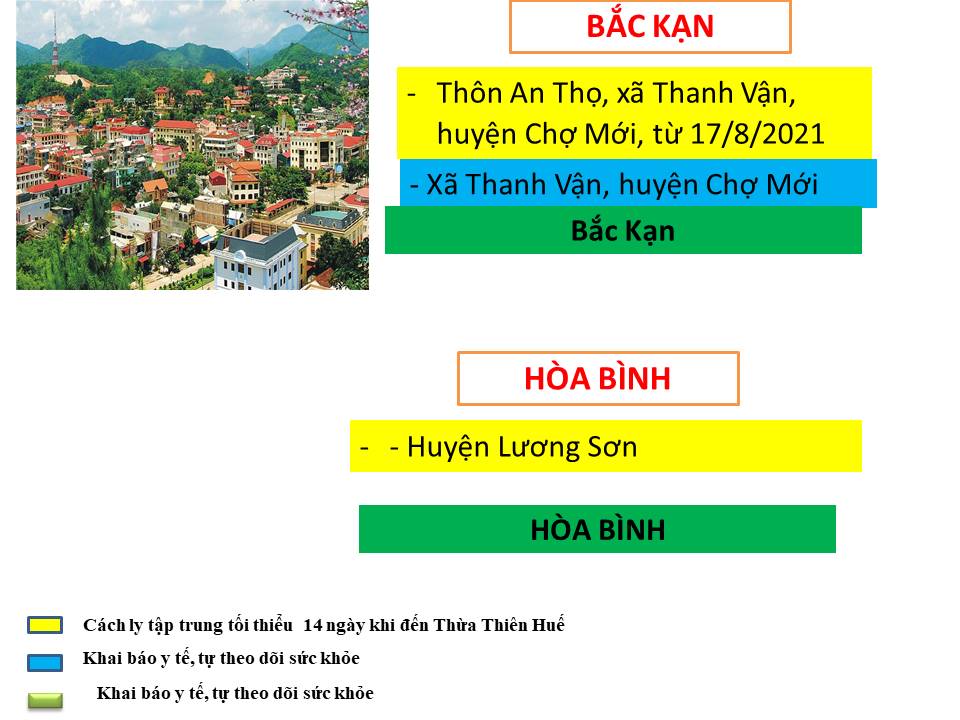 BẮC KẠN
- Thôn An Thọ, xã Thanh Vận,
huyện Chợ Mới, từ 17/8/2021
- Xã Thanh Vận, huyện Chợ Mới
Bắc Kạn
HÒA BÌNH
- - Huyện Lương Sơn
HÒA BÌNH
Cách ly tập trung tối thiểu 14 ngày khi đến Thừa Thiên Huế
Khai báo y tế, tự theo dõi sức khỏe
Khai báo y tế, tự theo dõi sức khỏe